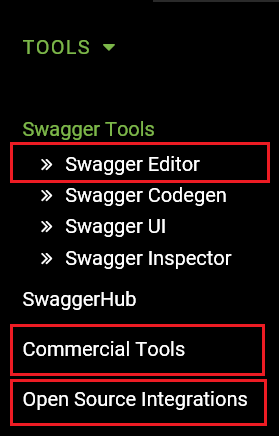 TOOLS
Swagger Tools
Swagger Editor
Swagger Codegen
Swagger UI
Swagger Inspector
SwaggerHub
Commercial Tools
Open Source Integrations